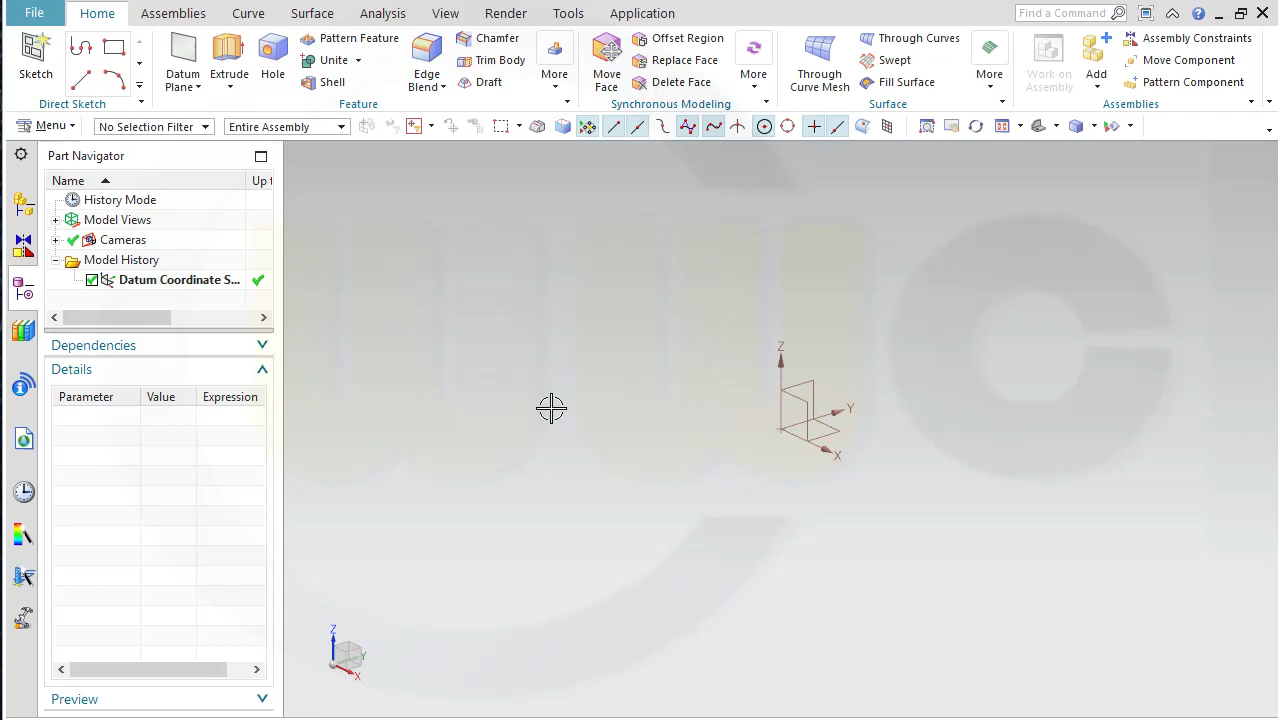 File Home Assemblies Curve Surface Analysis View Render Tools Application Find a Command
Sketch
Direct Sketch
Datum Plane
Extrude
Hole
Pattern Feature
Unite
Shell
Edge Blend
Chamfer
Trim Body
Draft
More
Feature
Move Face
Offset Region
Replace Face
Delete Face
More
Synchronous Modeling
Through Curve Mesh
Through Curves
Swept
Fill Surface
More
Surface
Work on Assembly
Add
Assembly Constraints
Move Component
Pattern Component
Assemblies
Menu No Selection Filter Entire Assembly
Part Navigator
Name Up t
History Mode
Model Views
Cameras
Model History
Datum Coordinate S...
Dependencies
Details
Parameter Value Expression
Preview
Z
Y
X
Z
Y
X